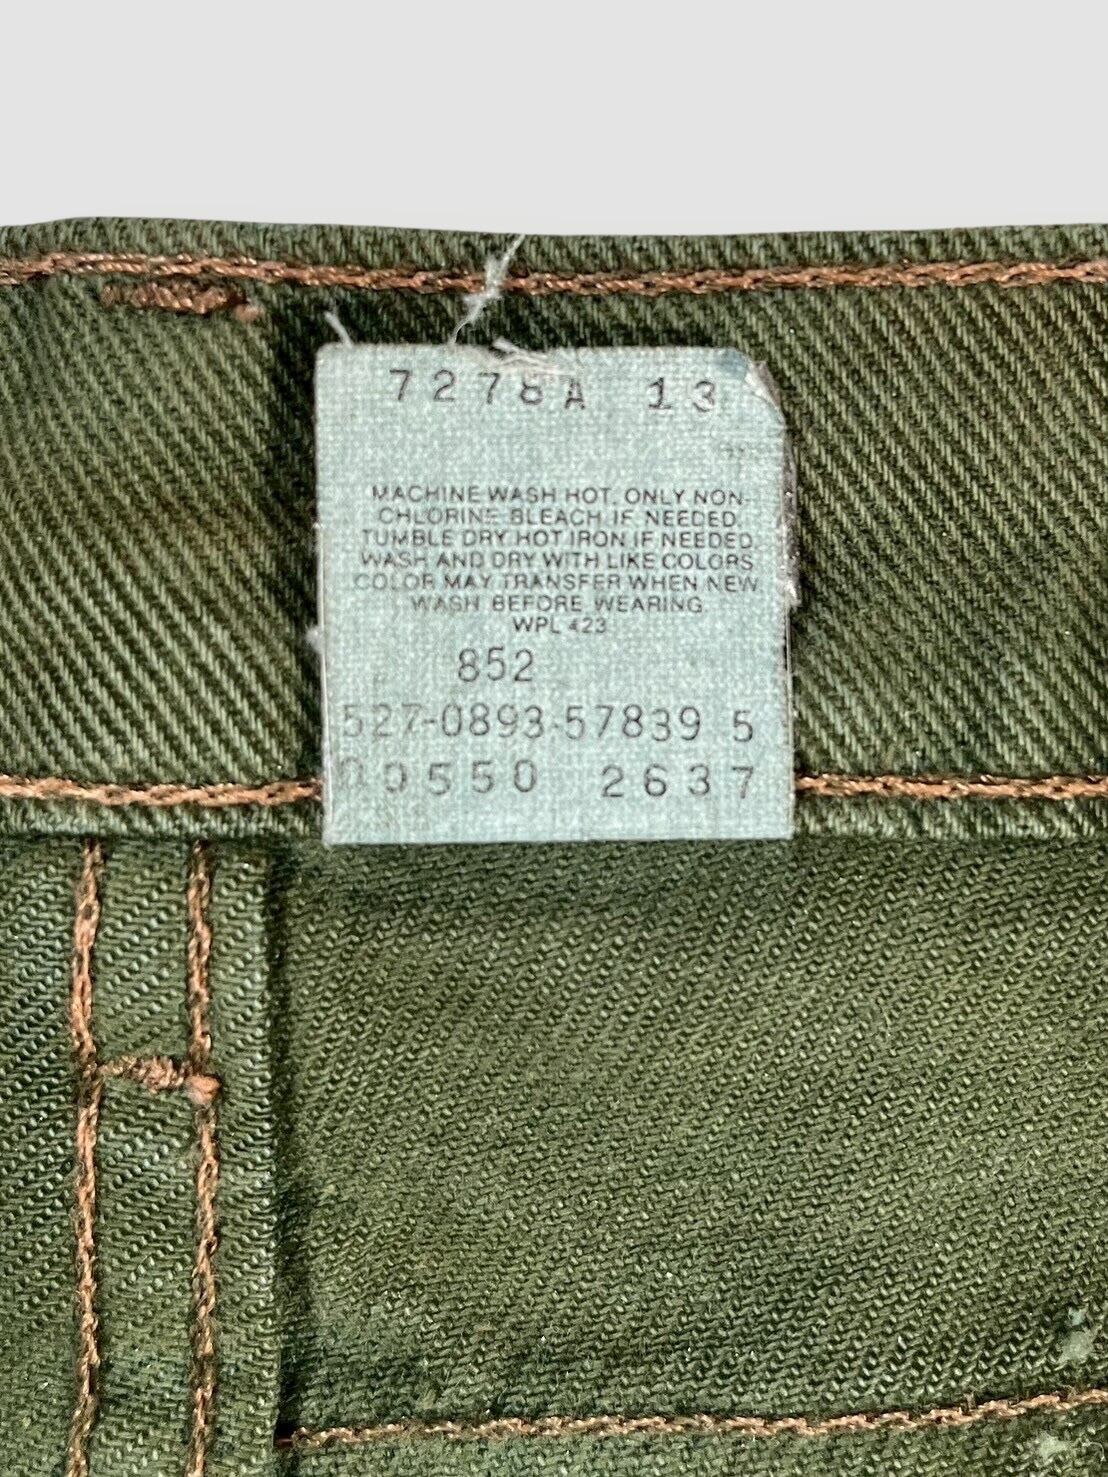 7278A 13
MACHINE WASH HOT. ONLY NON-
CHLORINE BLEACH IF NEEDED.
TUMBLE DRY. HOT IRON IF NEEDED.
WASH AND DRY WITH LIKE COLORS
COLOR MAY TRANSFER WHEN NEW
WASH BEFORE WEARING.
WPL 423
852
527-0893-57839 5
00550 2637